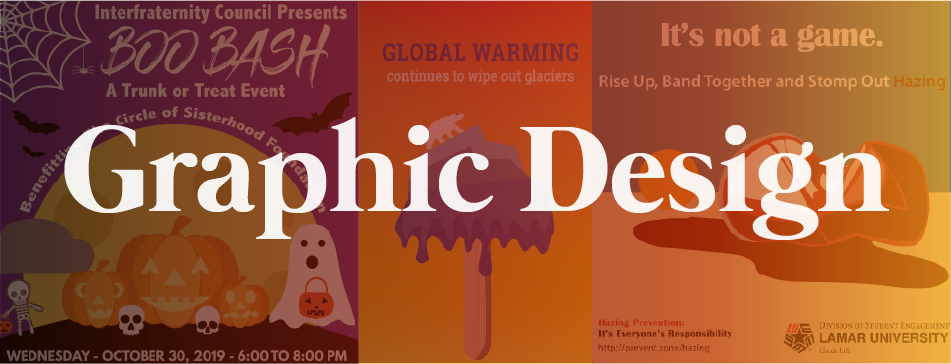 Interfraternity Council Presents
BOO BASH
A Trunk or Treat Event
Benefitting Circle of Sisterhood Foundation
WEDNESDAY - OCTOBER 30, 2019 - 6:00 TO 8:00 PM
GLOBAL WARMING
continues to wipe out glaciers
It's not a game.
Rise Up, Band Together and Stomp Out Hazing
Graphic Design
Hazing Prevention:
It's Everyone's Responsibility
http://prevent.zone/hazing
DIVISION OF STUDENT ENGAGEMENT
LAMAR UNIVERSITY
Greek Life